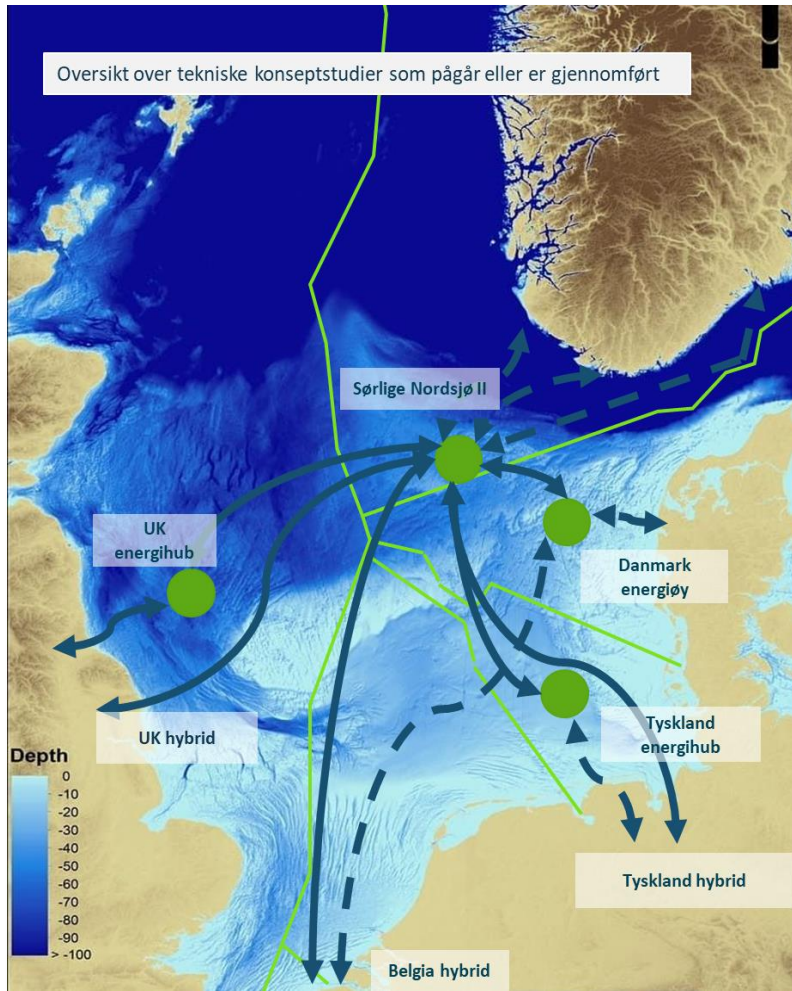 Oversikt over tekniske konseptstudier som pågår eller er gjennomført
Sørlige Nordsjø II
UK
energihub
Danmark
energiøy
UK hybrid
Tyskland
energihub
Depth
0
-10
-20
-30
-40
-50
-60
-70
-80
-90
> -100
Tyskland hybrid
Belgia hybrid